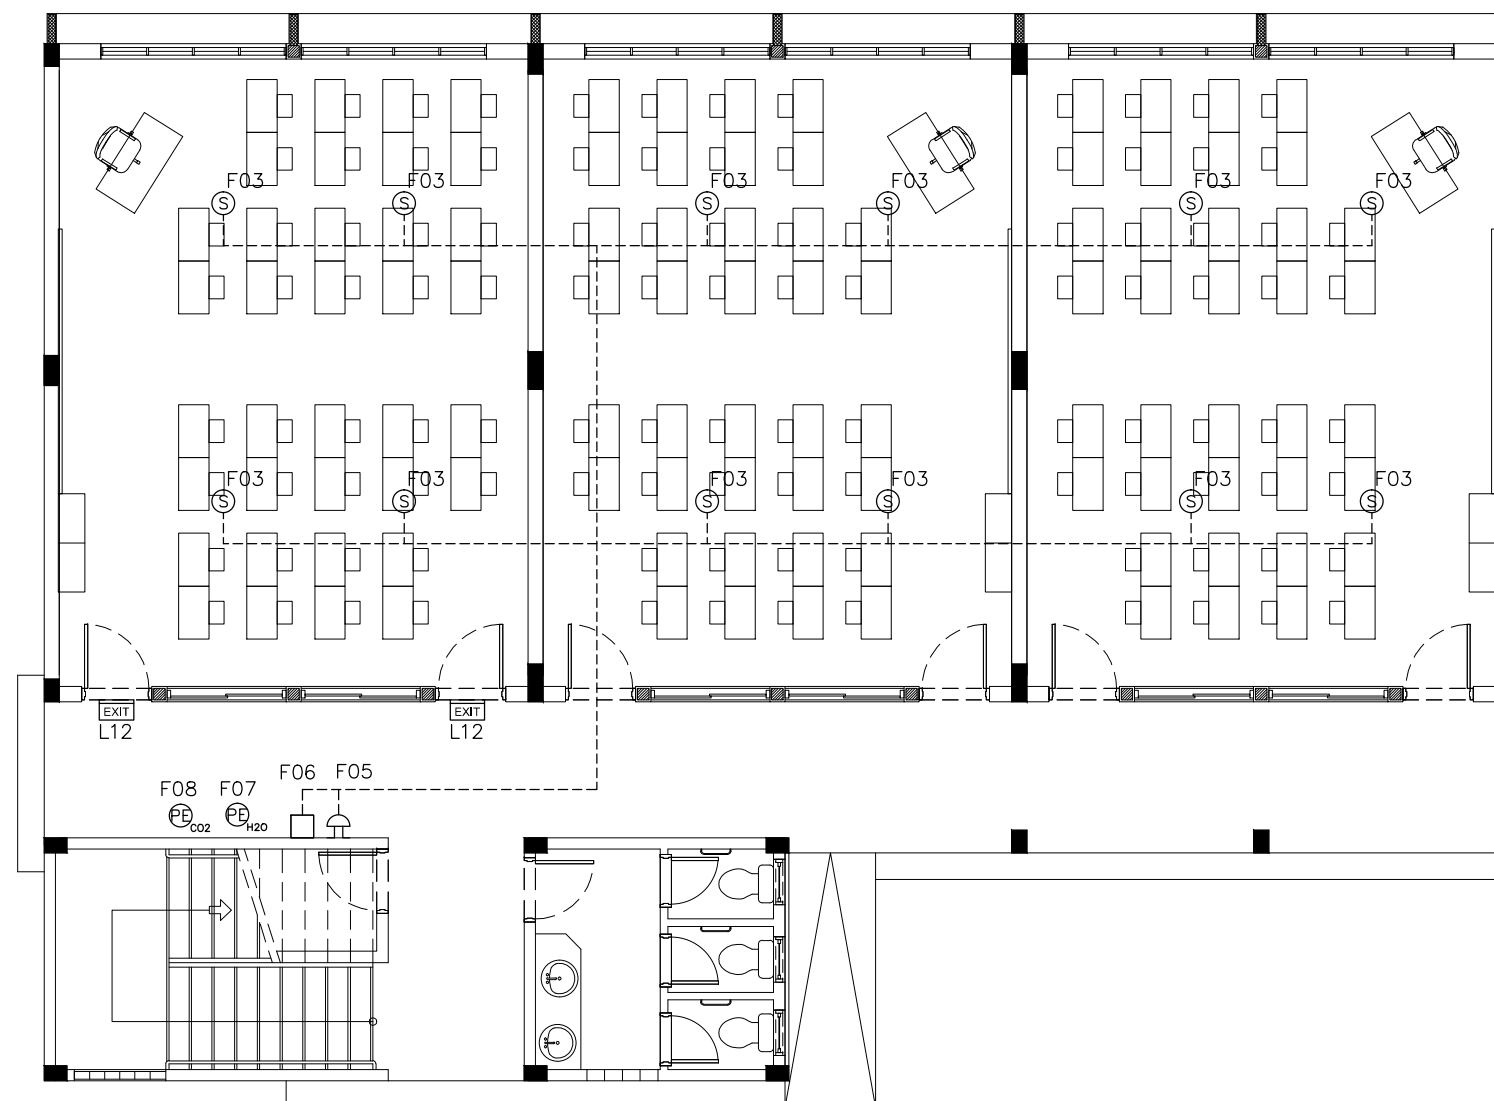 F03 F03 F03 F03 F03 F03
S S S S S S
F03 F03 F03 F03 F03 F03
S S S S S S
EXIT EXIT
L12 L12
F06 F05
F08 F07
PE CO2 PE H2O